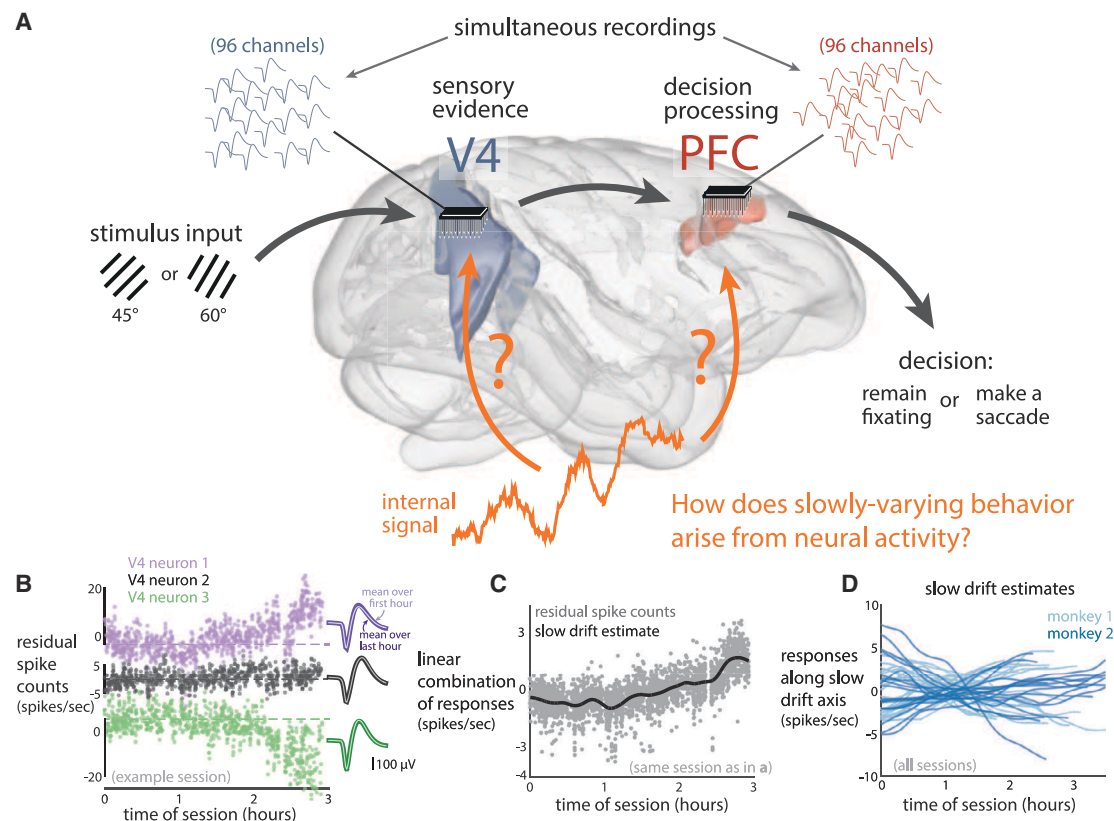 A
simultaneous recordings
(96 channels)
(96 channels)
sensory
evidence
V4
decision
processing
PFC
stimulus input
or
45°
60°
?
?
decision:
remain
fixating
or
make a
saccade
internal
signal
How does slowly-varying behavior
arise from neural activity?
B
V4 neuron 1
V4 neuron 2
V4 neuron 3
residual
spike
counts
(spikes/sec)
20
0
5
-5
0
-20
mean over
first hour
mean over
last hour
100 µV
(example session)
0
1
2
3
time of session (hours)
C
residual spike counts
slow drift estimate
linear
combination
of responses
(spikes/sec)
3
0
-3
-4
(same session as in a)
0
1
2
3
time of session (hours)
D
slow drift estimates
monkey 1
monkey 2
responses
along slow
drift axis
(spikes/sec)
10
5
0
-5
-10
(all sessions)
0
1
2
3
time of session (hours)